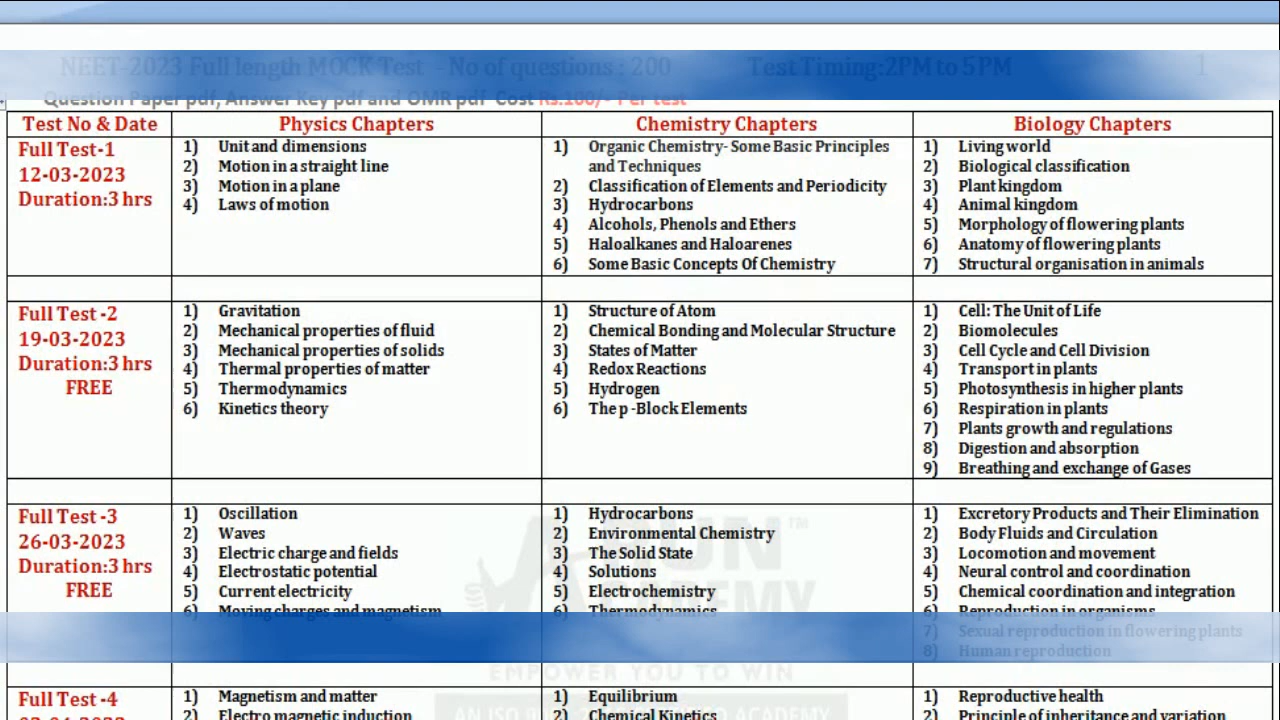 NEET-2023 Full length MOCK Test - No of questions : 200 Test Timing:2PM to 5PM 1
Question Paper pdf, Answer Key pdf and OMR pdf Cost Rs.100/- Per test
Test No & Date Physics Chapters Chemistry Chapters Biology Chapters
Full Test-1
12-03-2023
Duration:3 hrs
1) Unit and dimensions
2) Motion in a straight line
3) Motion in a plane
4) Laws of motion
1) Organic Chemistry- Some Basic Principles
and Techniques
2) Classification of Elements and Periodicity
3) Hydrocarbons
4) Alcohols, Phenols and Ethers
5) Haloalkanes and Haloarenes
6) Some Basic Concepts Of Chemistry
1) Living world
2) Biological classification
3) Plant kingdom
4) Animal kingdom
5) Morphology of flowering plants
6) Anatomy of flowering plants
7) Structural organisation in animals
Full Test -2
19-03-2023
Duration:3 hrs
FREE
1) Gravitation
2) Mechanical properties of fluid
3) Mechanical properties of solids
4) Thermal properties of matter
5) Thermodynamics
6) Kinetics theory
1) Structure of Atom
2) Chemical Bonding and Molecular Structure
3) States of Matter
4) Redox Reactions
5) Hydrogen
6) The p -Block Elements
1) Cell: The Unit of Life
2) Biomolecules
3) Cell Cycle and Cell Division
4) Transport in plants
5) Photosynthesis in higher plants
6) Respiration in plants
7) Plants growth and regulations
8) Digestion and absorption
9) Breathing and exchange of Gases
Full Test -3
26-03-2023
Duration:3 hrs
FREE
1) Oscillation
2) Waves
3) Electric charge and fields
4) Electrostatic potential
5) Current electricity
6) Moving charges and magnetism
1) Hydrocarbons
2) Environmental Chemistry
3) The Solid State
4) Solutions
5) Electrochemistry
6) Thermodynamics
1) Excretory Products and Their Elimination
2) Body Fluids and Circulation
3) Locomotion and movement
4) Neural control and coordination
5) Chemical coordination and integration
6) Reproduction in organisms
7) Sexual reproduction in flowering plants
8) Human reproduction
ACADEMY
EMPOWER YOU TO WIN
Full Test -4
1) Magnetism and matter
2) Electro magnetic induction
1) Equilibrium
2) Chemical Kinetics
1) Reproductive health
2) Principle of inheritance and variation